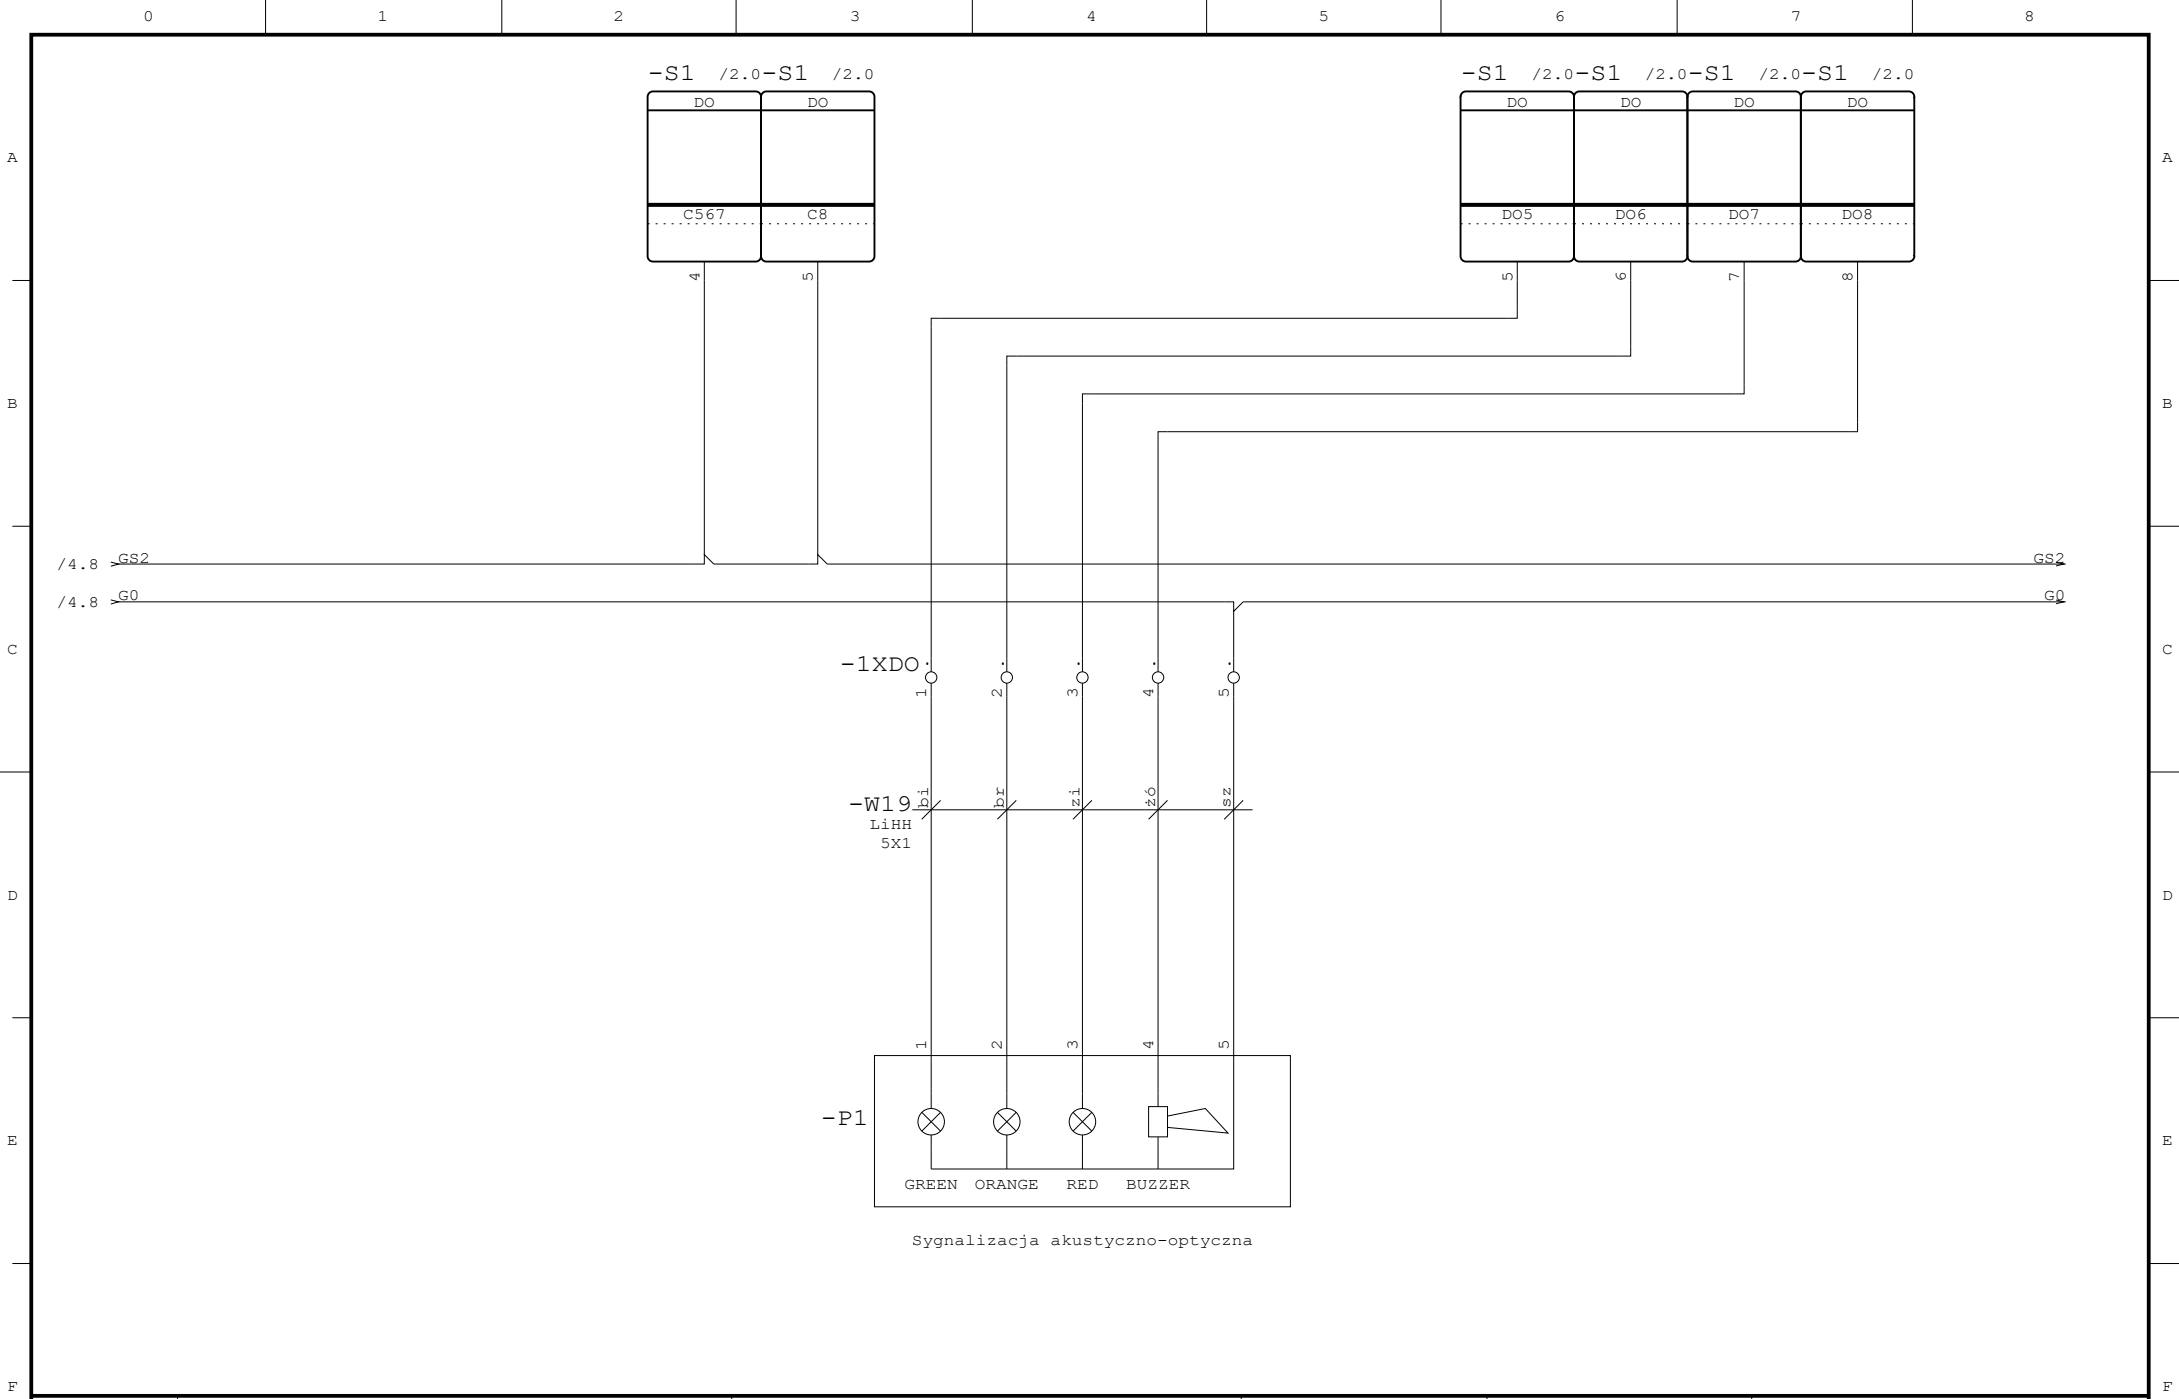 0 1 2 3 4 5 6 7 8
-S1 /2.0 -S1 /2.0 -S1 /2.0 -S1 /2.0 -S1 /2.0 -S1 /2.0
DO DO DO DO DO DO
A A
C567 C8 DO5 DO6 DO7 DO8
4 5 5 6 7 8
B B
/4.8 GS2 GS2
/4.8 G0 G0
C C
-1XDO
1 2 3 4 5
-W19 bi br zi żó sz
LiHH
5X1
D D
1 2 3 4 5
-P1
E E
GREEN ORANGE RED BUZZER
Sygnalizacja akustyczno-optyczna
F F